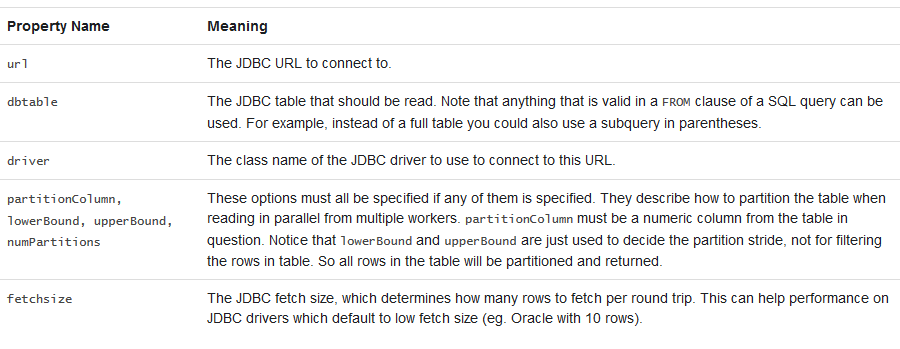 Property Name Meaning
url The JDBC URL to connect to.
dbtable The JDBC table that should be read. Note that anything that is valid in a FROM clause of a SQL query can be
used. For example, instead of a full table you could also use a subquery in parentheses.
driver The class name of the JDBC driver to use to connect to this URL.
partitionColumn, These options must all be specified if any of them is specified. They describe how to partition the table when
lowerBound, upperBound, reading in parallel from multiple workers. partitionColumn must be a numeric column from the table in
numPartitions question. Notice that lowerBound and upperBound are just used to decide the partition stride, not for filtering
the rows in table. So all rows in the table will be partitioned and returned.
fetchsize The JDBC fetch size, which determines how many rows to fetch per round trip. This can help performance on
JDBC drivers which default to low fetch size (eg. Oracle with 10 rows).